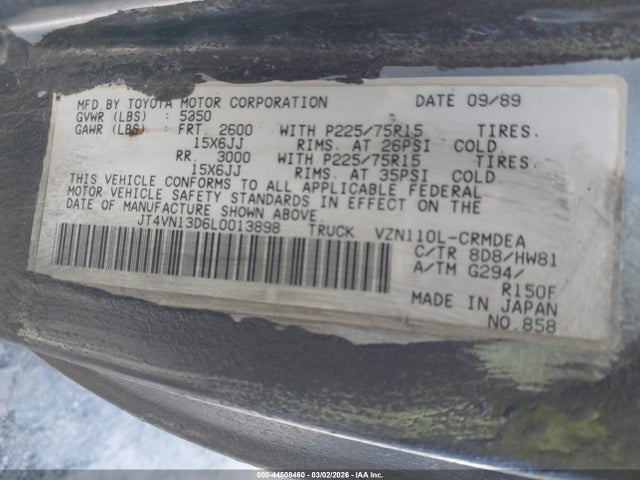 MFD.BY TOYOTA MOTOR CORPORATION DATE 09/89
GVWR (LBS) : 5350
GAWR (LBS) : FRT. 2600 WITH P225/75R15 TIRES.
15X6JJ RIMS. AT 26PSI COLD
RR. 3000 WITH P225/75R15 TIRES.
15X6JJ RIMS. AT 35PSI COLD
THIS VEHICLE CONFORMS TO ALL APPLICABLE FEDERAL
MOTOR VEHICLE SAFETY STANDARDS IN EFFECT ON THE
DATE OF MANUFACTURE SHOWN ABOVE.
JT4VN13D6L0013898 TRUCK VZN110L-CRMDEA
C/TR 8D8/HW81
A/TM G294/
R150F
MADE IN JAPAN
NO.858
000-44508460 - 03/02/2026 - IAA Inc.